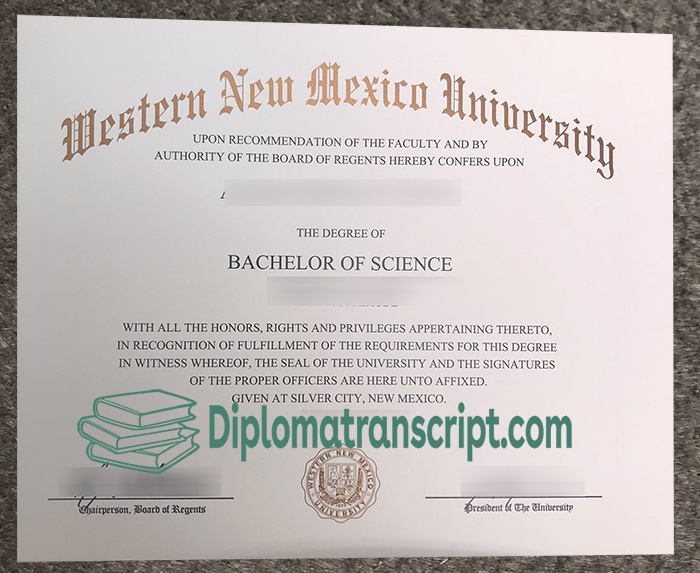 Western New Mexico University
UPON RECOMMENDATION OF THE FACULTY AND BY
AUTHORITY OF THE BOARD OF REGENTS HEREBY CONFERS UPON
THE DEGREE OF
BACHELOR OF SCIENCE
WITH ALL THE HONORS, RIGHTS AND PRIVILEGES APPERTAINING THERETO,
IN RECOGNITION OF FULFILLMENT OF THE REQUIREMENTS FOR THIS DEGREE
IN WITNESS WHEREOF, THE SEAL OF THE UNIVERSITY AND THE SIGNATURES
OF THE PROPER OFFICERS ARE HERE UNTO AFFIXED.
GIVEN AT SILVER CITY, NEW MEXICO.
Diplomatranscript.com
WESTERN NEW MEXICO
UNIVERSITY
Chairperson, Board of Regents
President of The University